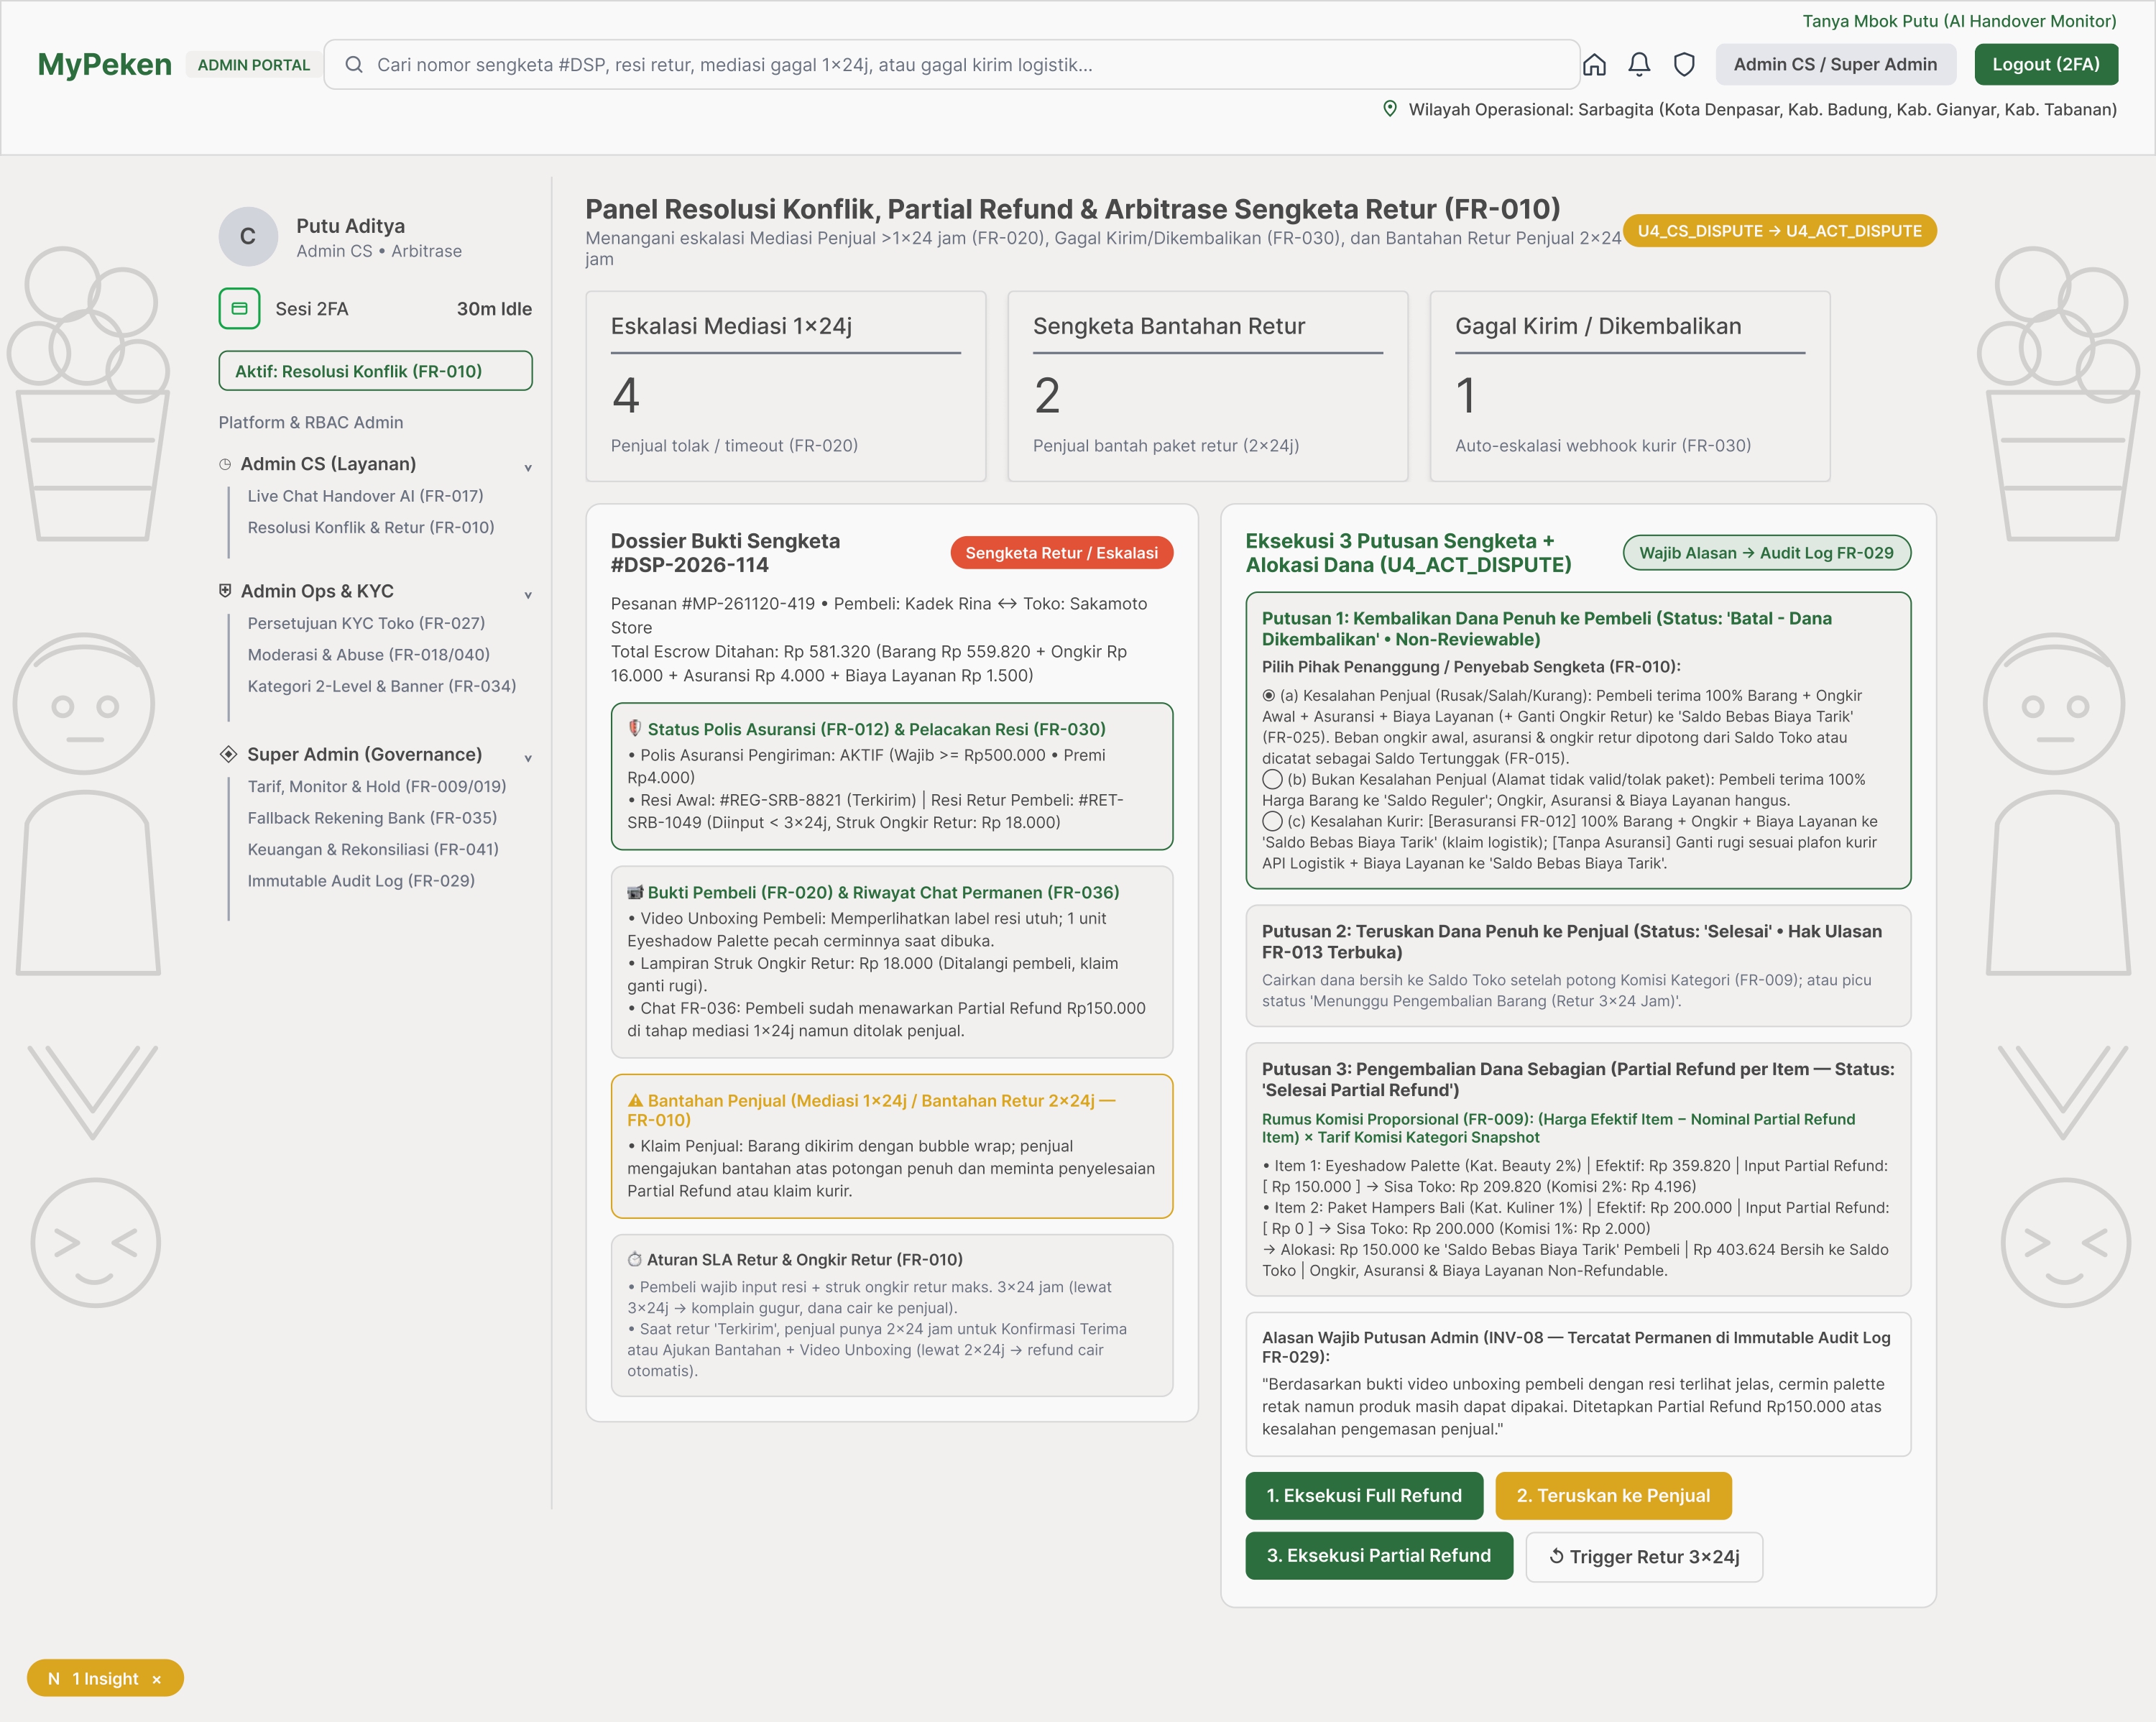 Tanya Mbok Putu (AI Handover Monitor)
MyPeken
ADMIN PORTAL
Cari nomor sengketa #DSP, resi retur, mediasi gagal 1×24j, atau gagal kirim logistik...
Admin CS / Super Admin
Logout (2FA)
Wilayah Operasional: Sarbagita (Kota Denpasar, Kab. Badung, Kab. Gianyar, Kab. Tabanan)
C
Putu Aditya
Admin CS • Arbitrase
Sesi 2FA
30m Idle
Aktif: Resolusi Konflik (FR-010)
Platform & RBAC Admin
Admin CS (Layanan)
Live Chat Handover AI (FR-017)
Resolusi Konflik & Retur (FR-010)
Admin Ops & KYC
Persetujuan KYC Toko (FR-027)
Moderasi & Abuse (FR-018/040)
Kategori 2-Level & Banner (FR-034)
Super Admin (Governance)
Tarif, Monitor & Hold (FR-009/019)
Fallback Rekening Bank (FR-035)
Keuangan & Rekonsiliasi (FR-041)
Immutable Audit Log (FR-029)
Panel Resolusi Konflik, Partial Refund & Arbitrase Sengketa Retur (FR-010)
Menangani eskalasi Mediasi Penjual >1×24 jam (FR-020), Gagal Kirim/Dikembalikan (FR-030), dan Bantahan Retur Penjual 2×24
jam
U4_CS_DISPUTE → U4_ACT_DISPUTE
Eskalasi Mediasi 1×24j
4
Penjual tolak / timeout (FR-020)
Sengketa Bantahan Retur
2
Penjual bantah paket retur (2×24j)
Gagal Kirim / Dikembalikan
1
Auto-eskalasi webhook kurir (FR-030)
Dossier Bukti Sengketa
#DSP-2026-114
Sengketa Retur / Eskalasi
Pesanan #MP-261120-419 • Pembeli: Kadek Rina ↔ Toko: Sakamoto
Store
Total Escrow Ditahan: Rp 581.320 (Barang Rp 559.820 + Ongkir Rp
16.000 + Asuransi Rp 4.000 + Biaya Layanan Rp 1.500)
Status Polis Asuransi (FR-012) & Pelacakan Resi (FR-030)
• Polis Asuransi Pengiriman: AKTIF (Wajib >= Rp500.000 • Premi
Rp4.000)
• Resi Awal: #REG-SRB-8821 (Terkirim) | Resi Retur Pembeli: #RET-
SRB-1049 (Diinput < 3×24j, Struk Ongkir Retur: Rp 18.000)
Bukti Pembeli (FR-020) & Riwayat Chat Permanen (FR-036)
• Video Unboxing Pembeli: Memperlihatkan label resi utuh; 1 unit
Eyeshadow Palette pecah cerminnya saat dibuka.
• Lampiran Struk Ongkir Retur: Rp 18.000 (Ditalangi pembeli, klaim
ganti rugi).
• Chat FR-036: Pembeli sudah menawarkan Partial Refund Rp150.000
di tahap mediasi 1×24j namun ditolak penjual.
⚠ Bantahan Penjual (Mediasi 1×24j / Bantahan Retur 2×24j —
FR-010)
• Klaim Penjual: Barang dikirim dengan bubble wrap; penjual
mengajukan bantahan atas potongan penuh dan meminta penyelesaian
Partial Refund atau klaim kurir.
⏱ Aturan SLA Retur & Ongkir Retur (FR-010)
• Pembeli wajib input resi + struk ongkir retur maks. 3×24 jam (lewat
3×24j → komplain gugur, dana cair ke penjual).
• Saat retur 'Terkirim', penjual punya 2×24 jam untuk Konfirmasi Terima
atau Ajukan Bantahan + Video Unboxing (lewat 2×24j → refund cair
otomatis).
Eksekusi 3 Putusan Sengketa +
Alokasi Dana (U4_ACT_DISPUTE)
Wajib Alasan → Audit Log FR-029
Putusan 1: Kembalikan Dana Penuh ke Pembeli (Status: 'Batal - Dana
Dikembalikan' • Non-Reviewable)
Pilih Pihak Penanggung / Penyebab Sengketa (FR-010):
◉ (a) Kesalahan Penjual (Rusak/Salah/Kurang): Pembeli terima 100% Barang + Ongkir
Awal + Asuransi + Biaya Layanan (+ Ganti Ongkir Retur) ke 'Saldo Bebas Biaya Tarik'
(FR-025). Beban ongkir awal, asuransi & ongkir retur dipotong dari Saldo Toko atau
dicatat sebagai Saldo Tertunggak (FR-015).
◯ (b) Bukan Kesalahan Penjual (Alamat tidak valid/tolak paket): Pembeli terima 100%
Harga Barang ke 'Saldo Reguler'; Ongkir, Asuransi & Biaya Layanan hangus.
◯ (c) Kesalahan Kurir: [Berasuransi FR-012] 100% Barang + Ongkir + Biaya Layanan ke
'Saldo Bebas Biaya Tarik' (klaim logistik); [Tanpa Asuransi] Ganti rugi sesuai plafon kurir
API Logistik + Biaya Layanan ke 'Saldo Bebas Biaya Tarik'.
Putusan 2: Teruskan Dana Penuh ke Penjual (Status: 'Selesai' • Hak Ulasan
FR-013 Terbuka)
Cairkan dana bersih ke Saldo Toko setelah potong Komisi Kategori (FR-009); atau picu
status 'Menunggu Pengembalian Barang (Retur 3×24 Jam)'.
Putusan 3: Pengembalian Dana Sebagian (Partial Refund per Item — Status:
'Selesai Partial Refund')
Rumus Komisi Proporsional (FR-009): (Harga Efektif Item − Nominal Partial Refund
Item) × Tarif Komisi Kategori Snapshot
• Item 1: Eyeshadow Palette (Kat. Beauty 2%) | Efektif: Rp 359.820 | Input Partial Refund:
[ Rp 150.000 ] → Sisa Toko: Rp 209.820 (Komisi 2%: Rp 4.196)
• Item 2: Paket Hampers Bali (Kat. Kuliner 1%) | Efektif: Rp 200.000 | Input Partial Refund:
[ Rp 0 ] → Sisa Toko: Rp 200.000 (Komisi 1%: Rp 2.000)
→ Alokasi: Rp 150.000 ke 'Saldo Bebas Biaya Tarik' Pembeli | Rp 403.624 Bersih ke Saldo
Toko | Ongkir, Asuransi & Biaya Layanan Non-Refundable.
Alasan Wajib Putusan Admin (INV-08 — Tercatat Permanen di Immutable Audit Log
FR-029):
"Berdasarkan bukti video unboxing pembeli dengan resi terlihat jelas, cermin palette
retak namun produk masih dapat dipakai. Ditetapkan Partial Refund Rp150.000 atas
kesalahan pengemasan penjual."
1. Eksekusi Full Refund
2. Teruskan ke Penjual
3. Eksekusi Partial Refund
↺ Trigger Retur 3×24j
N 1 Insight ×